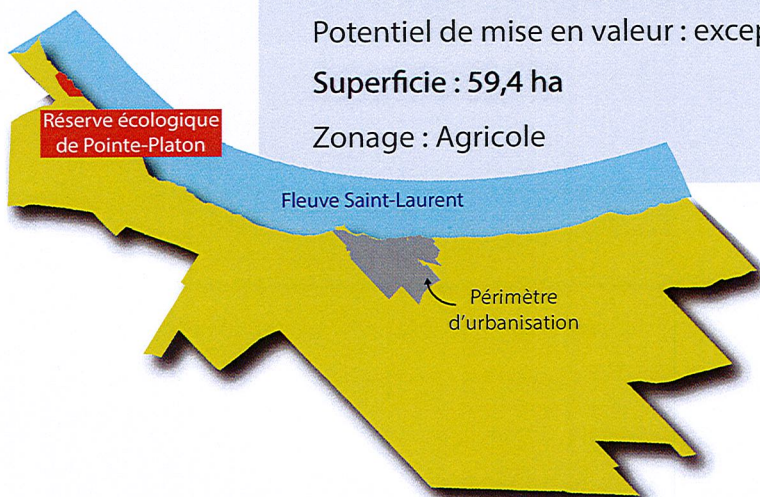 Potentiel de mise en valeur :
Superficie : 59,4 ha
Zonage : Agricole
Réserve écologique
de Pointe-Platon
Fleuve Saint-Laurent
Périmètre
d'urbanisation